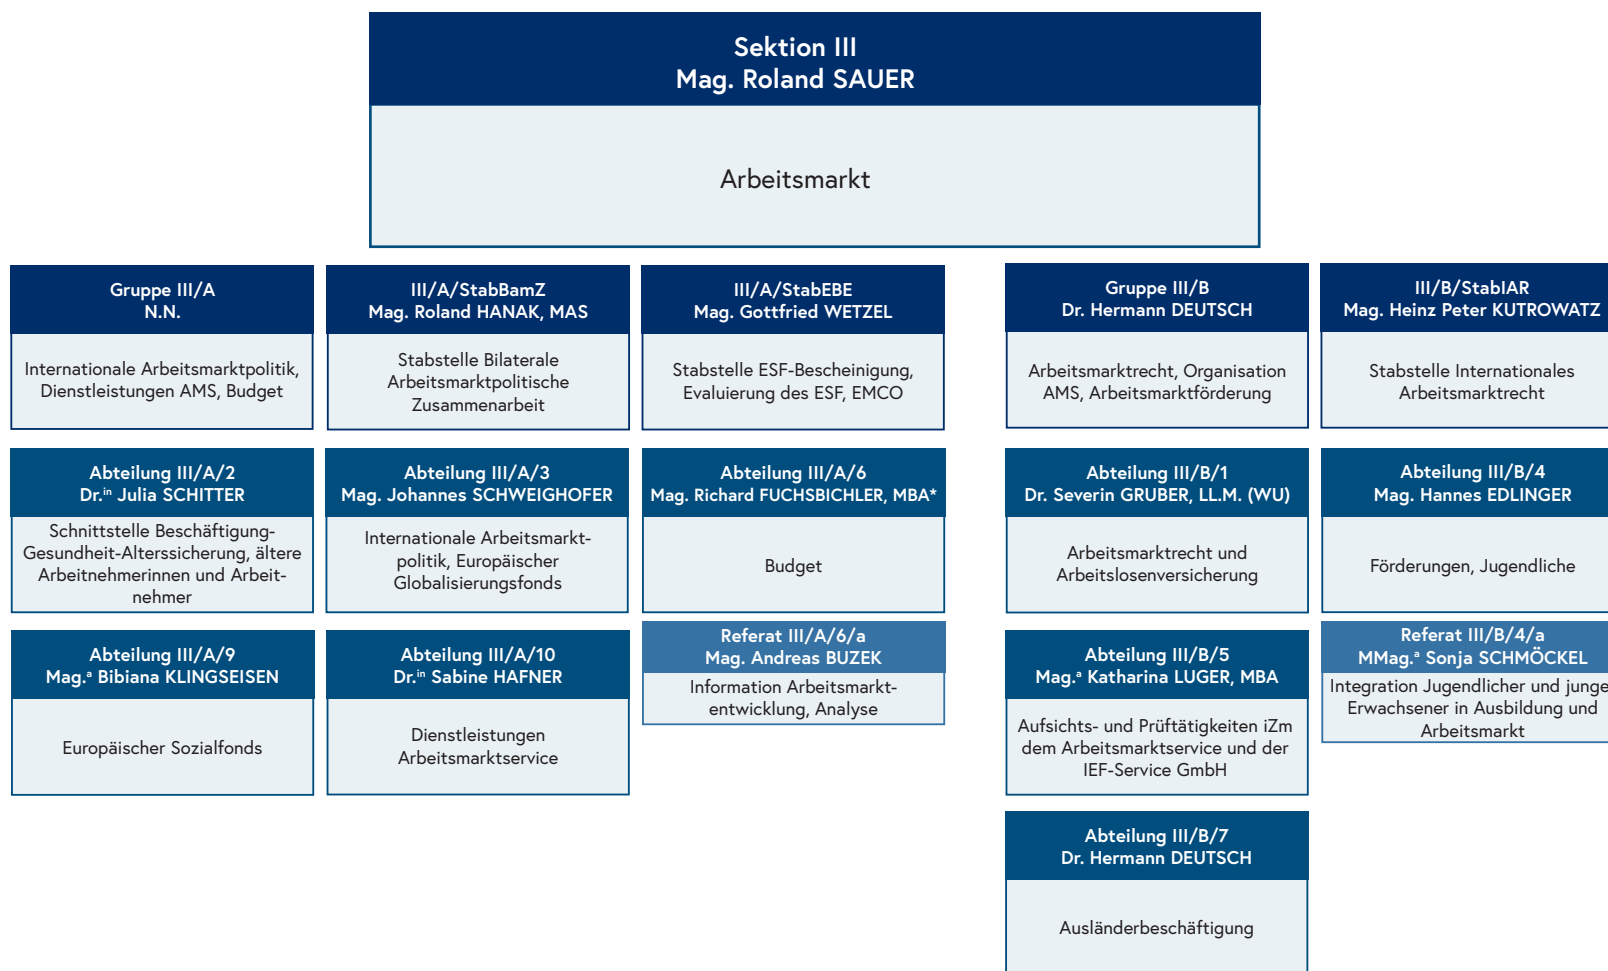 Sektion III
Mag. Roland SAUER
Arbeitsmarkt
Gruppe III/A
N.N.
Internationale Arbeitsmarktpolitik,
Dienstleistungen AMS, Budget
III/A/StabBamZ
Mag. Roland HANAK, MAS
Stabstelle Bilaterale
Arbeitsmarktpolitische
Zusammenarbeit
III/A/StabEBE
Mag. Gottfried WETZEL
Stabstelle ESF-Bescheinigung,
Evaluierung des ESF, EMCO
Gruppe III/B
Dr. Hermann DEUTSCH
Arbeitsmarktrecht, Organisation
AMS, Arbeitsmarktförderung
III/B/StabIAR
Mag. Heinz Peter KUTROWATZ
Stabstelle Internationales
Arbeitsmarktrecht
Abteilung III/A/2
Dr.ⁱⁿ Julia SCHITTER
Schnittstelle Beschäftigung-
Gesundheit-Alterssicherung, ältere
Arbeitnehmerinnen und Arbeit-
nehmer
Abteilung III/A/3
Mag. Johannes SCHWEIGHOFER
Internationale Arbeitsmarkt-
politik, Europäischer
Globalisierungsfonds
Abteilung III/A/6
Mag. Richard FUCHSBICHLER, MBA*
Budget
Abteilung III/B/1
Dr. Severin GRUBER, LL.M. (WU)
Arbeitsmarktrecht und
Arbeitslosenversicherung
Abteilung III/B/4
Mag. Hannes EDLINGER
Förderungen, Jugendliche
Abteilung III/A/9
Mag.ᵃ Bibiana KLINGSEISEN
Europäischer Sozialfonds
Abteilung III/A/10
Dr.ⁱⁿ Sabine HAFNER
Dienstleistungen
Arbeitsmarktservice
Referat III/A/6/a
Mag. Andreas BUZEK
Information Arbeitsmarkt-
entwicklung, Analyse
Abteilung III/B/5
Mag.ᵃ Katharina LUGER, MBA
Aufsichts- und Prüftätigkeiten iZm
dem Arbeitsmarktservice und der
IEF-Service GmbH
Referat III/B/4/a
MMag.ᵃ Sonja SCHMÖCKEL
Integration Jugendlicher und junge
Erwachsener in Ausbildung und
Arbeitsmarkt
Abteilung III/B/7
Dr. Hermann DEUTSCH
Ausländerbeschäftigung